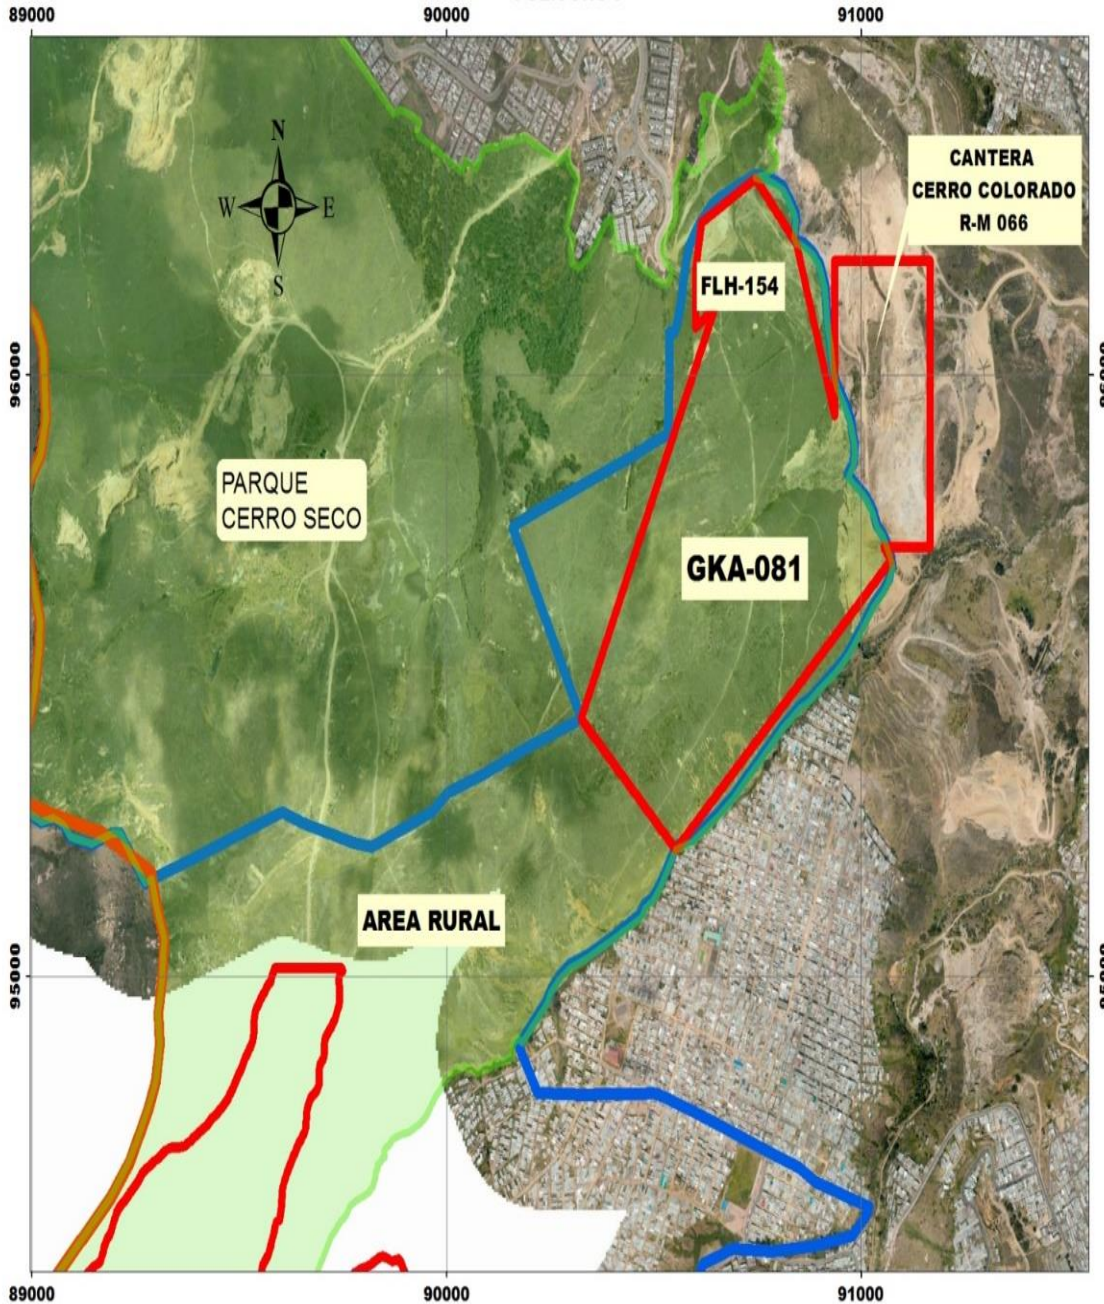 89000 90000 91000
N
W E
S
CANTERA
CERRO COLORADO
R-M 066
FLH-154
96000
PARQUE
CERRO SECO
GKA-081
AREA RURAL
95000 95000
89000 90000 91000